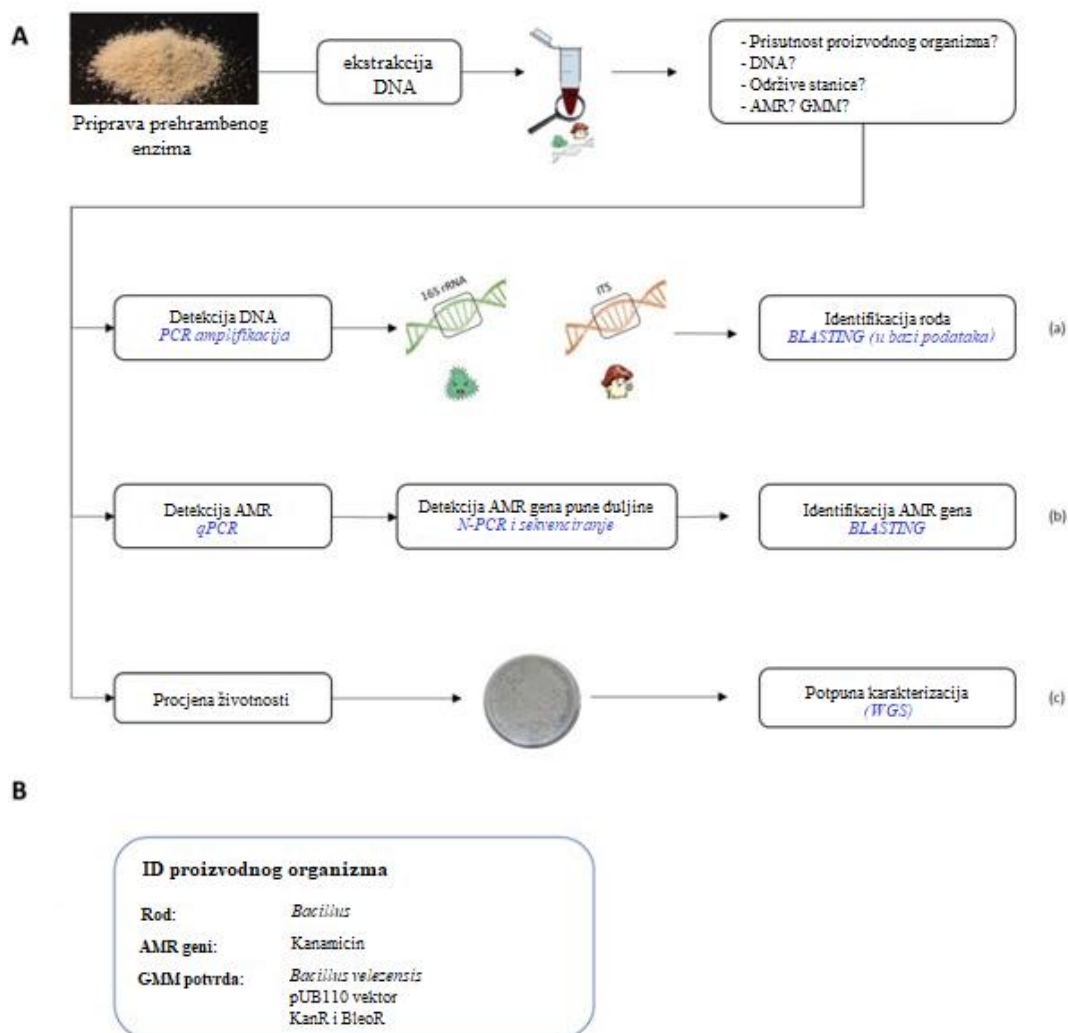 A
Priprava prehrambenog
enzima
ekstrakcija
DNA
- Prisutnost proizvodnog organizma?
- DNA?
- Održive stanice?
- AMR? GMM?
Detekcija DNA
PCR amplifikacija
16S rRNA
ITS
Identifikacija roda
BLASTING (u bazi podataka)
(a)
Detekcija AMR
qPCR
Detekcija AMR gena pune duljine
N-PCR i sekvenciranje
Identifikacija AMR gena
BLASTING
(b)
Procjena životnosti
Potpuna karakterizacija
(WGS)
(c)
B
ID proizvodnog organizma
Rod: Bacillus
AMR geni: Kanamicin
GMM potvrda: Bacillus velezensis
pUB110 vektor
KanR i BleoR